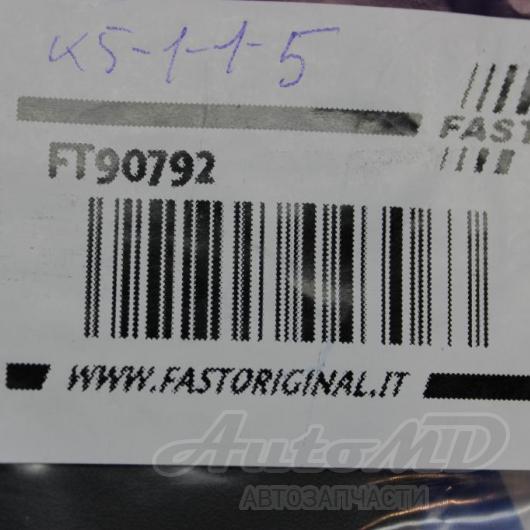 K5-1-1-5
FAST
FT90792
WWW.FASTORIGINAL.IT
AutoMD
АВТОЗАПЧАСТИ